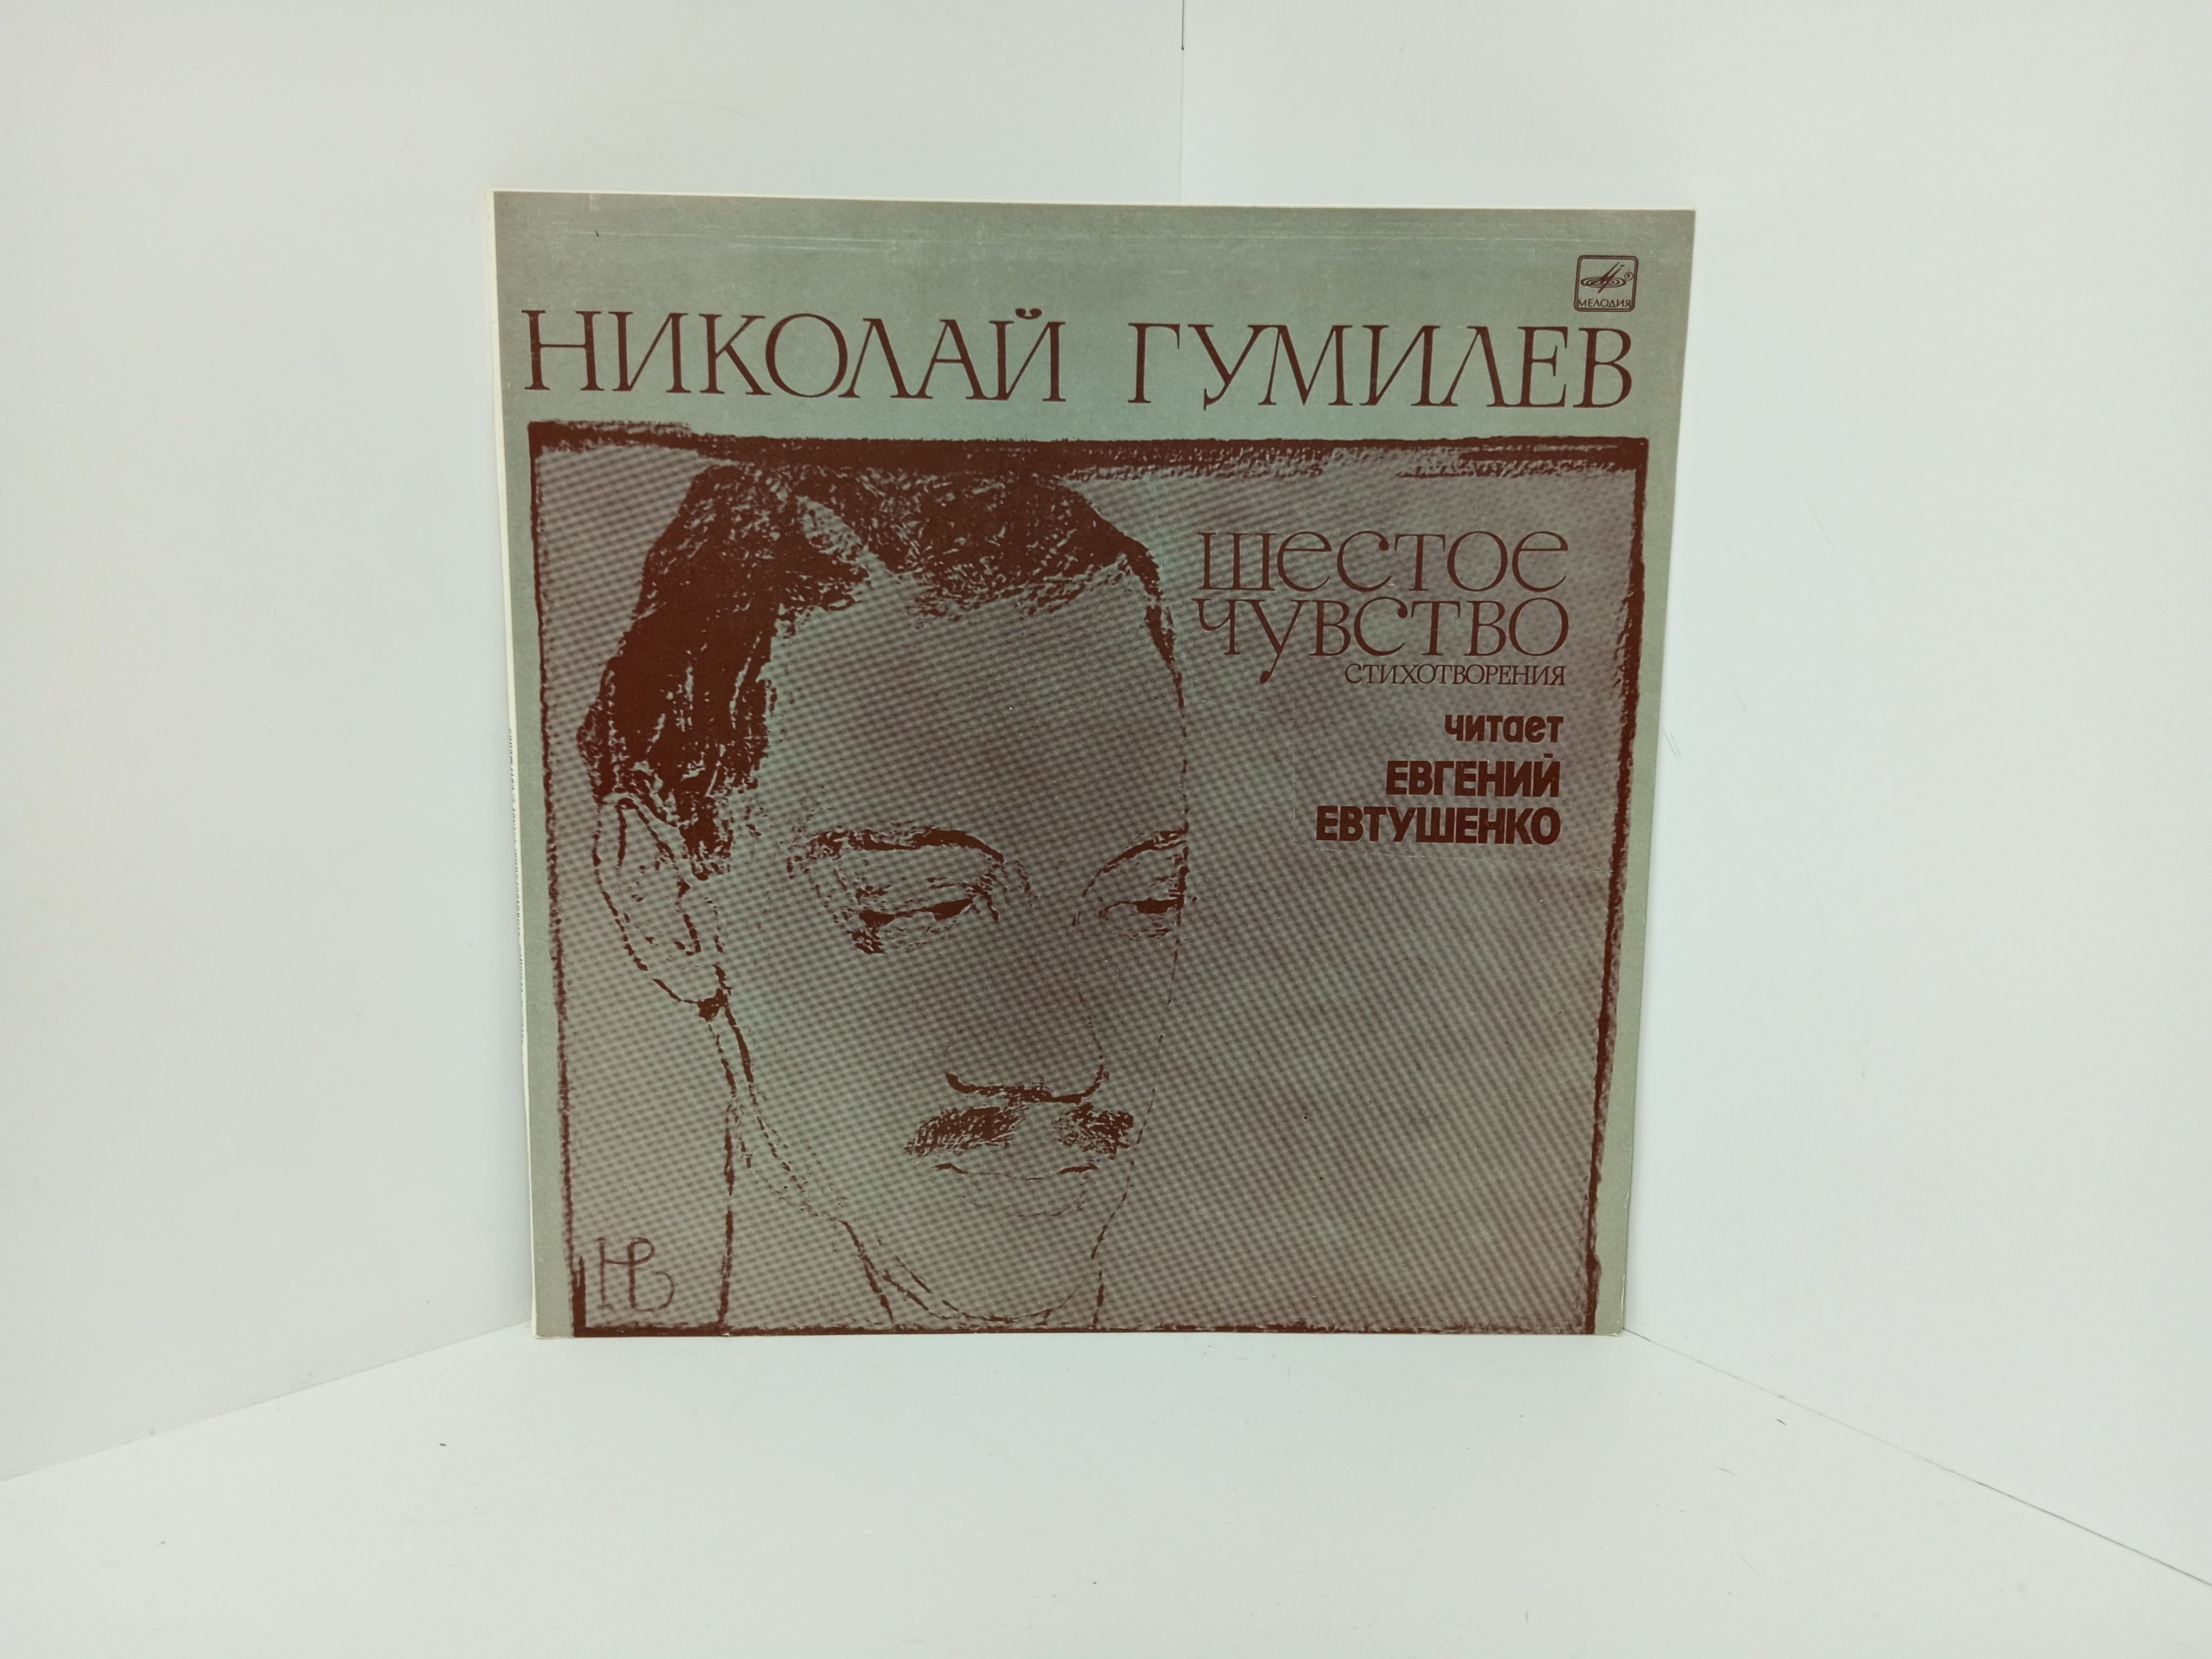 МЕЛОДИЯ
НИКОЛАЙ ГУМИЛЕВ
шестое
чувство
стихотворения
читает
ЕВГЕНИЙ
ЕВТУШЕНКО